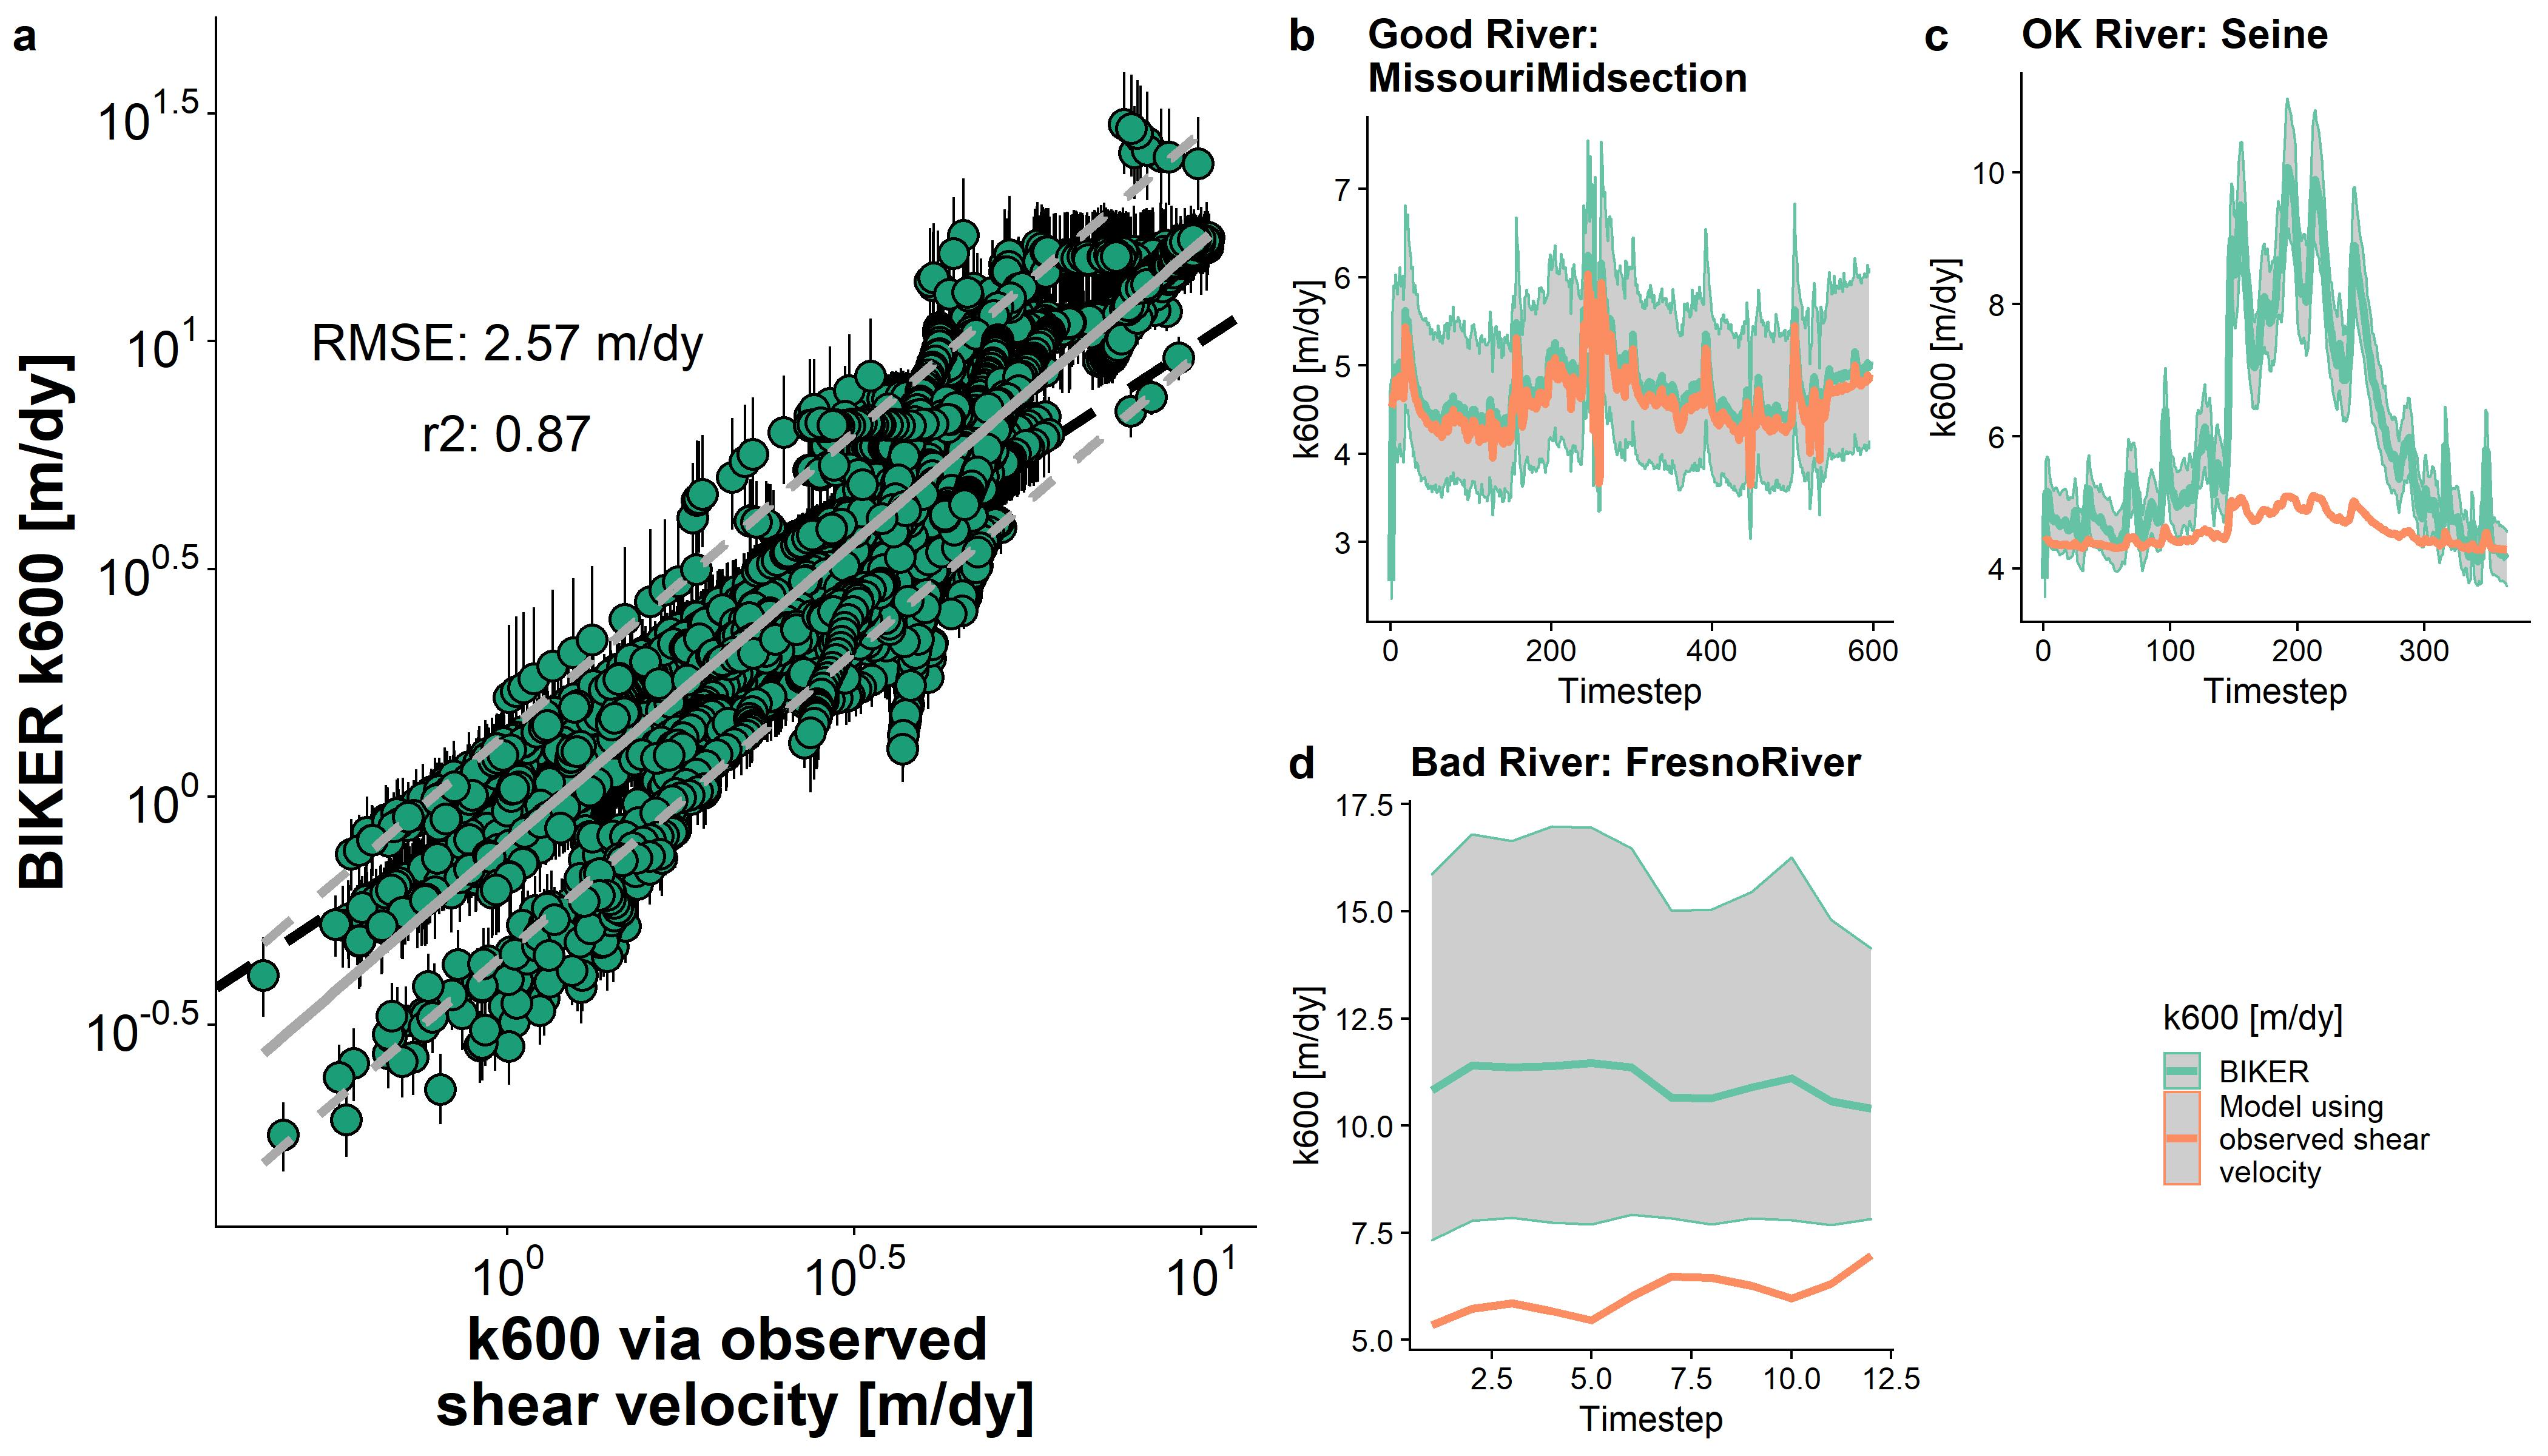 a
BIKER k600 [m/dy]
10^1.5
10^1
10^0.5
10^0
10^-0.5
RMSE: 2.57 m/dy
r2: 0.87
10^0
10^0.5
10^1
k600 via observed
shear velocity [m/dy]
b
Good River:
MissouriMidsection
k600 [m/dy]
7
6
5
4
3
0
200
400
600
Timestep
c
OK River: Seine
k600 [m/dy]
10
8
6
4
0
100
200
300
Timestep
d
Bad River: FresnoRiver
k600 [m/dy]
17.5
15.0
12.5
10.0
7.5
5.0
2.5
5.0
7.5
10.0
12.5
Timestep
k600 [m/dy]
BIKER
Model using
observed shear
velocity